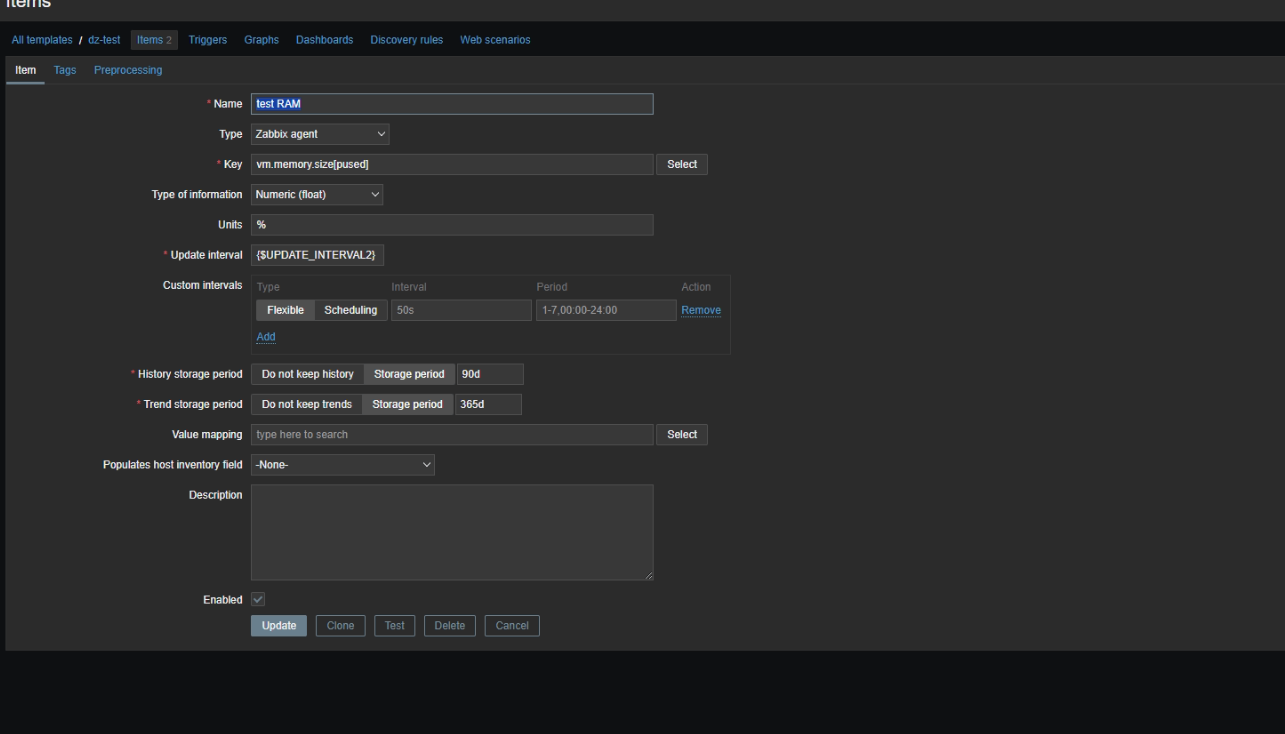 Items
All templates / dz-test Items 2 Triggers Graphs Dashboards Discovery rules Web scenarios
Item Tags Preprocessing
* Name test RAM
Type Zabbix agent
* Key vm.memory.size[pused] Select
Type of information Numeric (float)
Units %
* Update interval {$UPDATE_INTERVAL2}
Custom intervals Type Interval Period Action
Flexible Scheduling 50s 1-7,00:00-24:00 Remove
Add
* History storage period Do not keep history Storage period 90d
* Trend storage period Do not keep trends Storage period 365d
Value mapping type here to search Select
Populates host inventory field -None-
Description
Enabled
Update Clone Test Delete Cancel